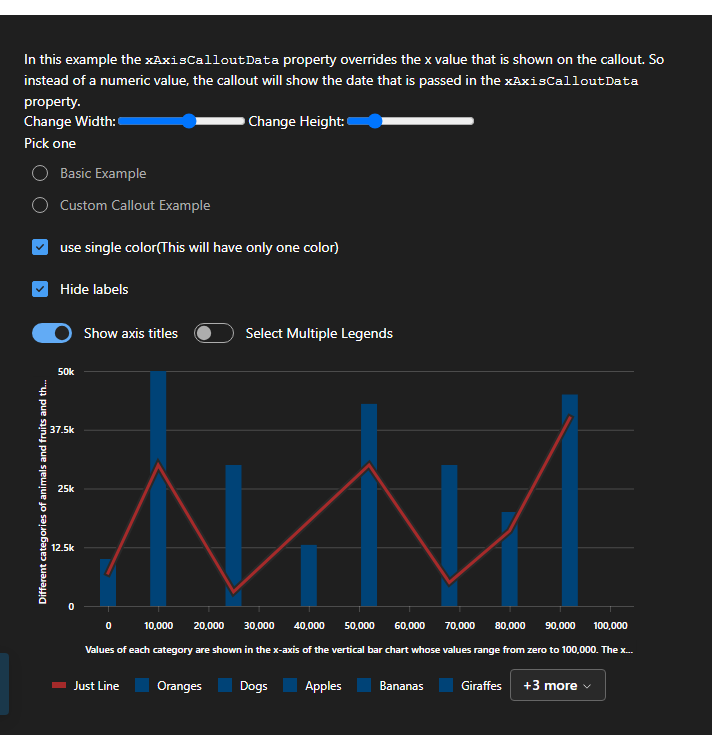 In this example the xAxisCalloutData property overrides the x value that is shown on the callout. So
instead of a numeric value, the callout will show the date that is passed in the xAxisCalloutData
property.
Change Width: Change Height:
Pick one
Basic Example
Custom Callout Example
use single color(This will have only one color)
Hide labels
Show axis titles Select Multiple Legends
50k
37.5k
25k
12.5k
0
Different categories of animals and fruits and th...
0 10,000 20,000 30,000 40,000 50,000 60,000 70,000 80,000 90,000 100,000
Values of each category are shown in the x-axis of the vertical bar chart whose values range from zero to 100,000. The x...
Just Line Oranges Dogs Apples Bananas Giraffes +3 more